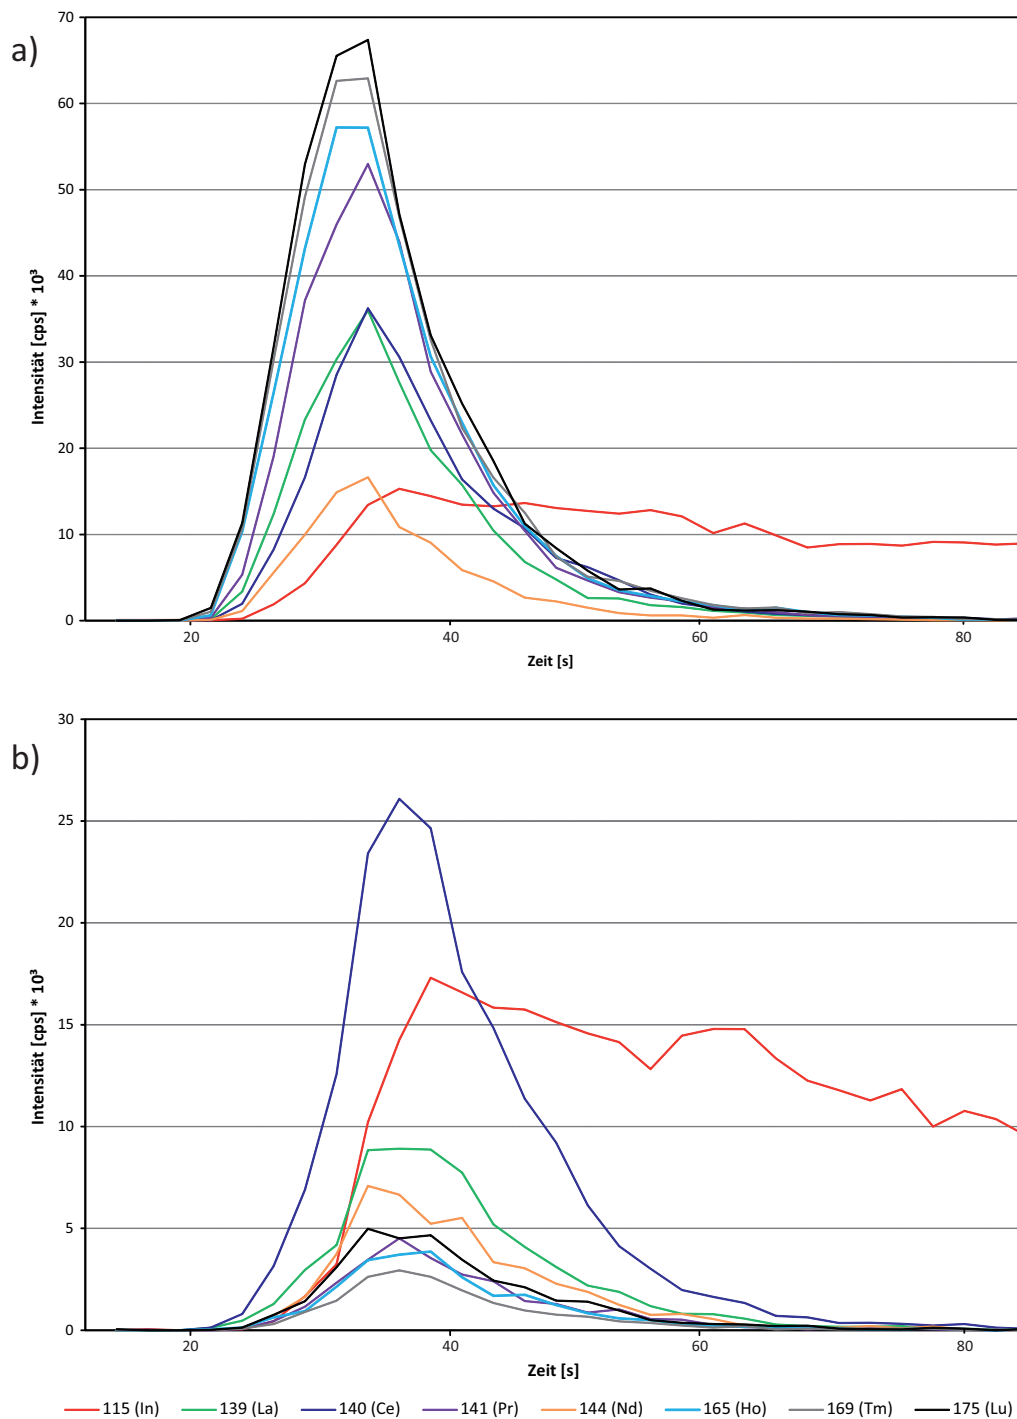 a)
70
60
50
40
30
20
10
0
Intensität [cps] * 10³
20 40 60 80
Zeit [s]
b)
30
25
20
15
10
5
0
Intensität [cps] * 10³
20 40 60 80
Zeit [s]
115 (In) 139 (La) 140 (Ce) 141 (Pr) 144 (Nd) 165 (Ho) 169 (Tm) 175 (Lu)